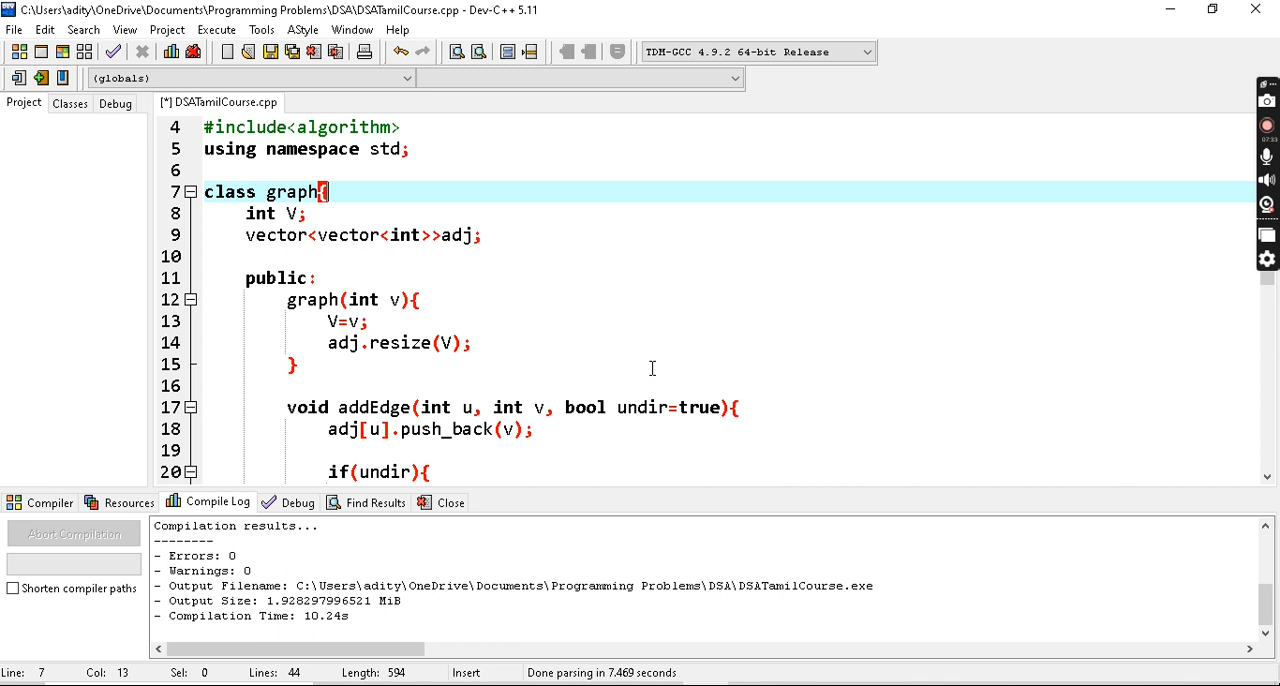 C:\Users\adity\OneDrive\Documents\Programming Problems\DSA\DSATamilCourse.cpp - Dev-C++ 5.11
File Edit Search View Project Execute Tools AStyle Window Help
TDM-GCC 4.9.2 64-bit Release
(globals)
Project Classes Debug [*] DSATamilCourse.cpp
4 #include<algorithm>
5 using namespace std;
6
7 class graph{
8 int V;
9 vector<vector<int>>adj;
10
11 public:
12 graph(int v){
13 V=v;
14 adj.resize(V);
15 }
16
17 void addEdge(int u, int v, bool undir=true){
18 adj[u].push_back(v);
19
20 if(undir){
Compiler Resources Compile Log Debug Find Results Close
Abort Compilation
Shorten compiler paths
Compilation results...
--------
- Errors: 0
- Warnings: 0
- Output Filename: C:\Users\adity\OneDrive\Documents\Programming Problems\DSA\DSATamilCourse.exe
- Output Size: 1.928297996521 MiB
- Compilation Time: 10.24s
Line: 7 Col: 13 Sel: 0 Lines: 44 Length: 594 Insert Done parsing in 7.469 seconds